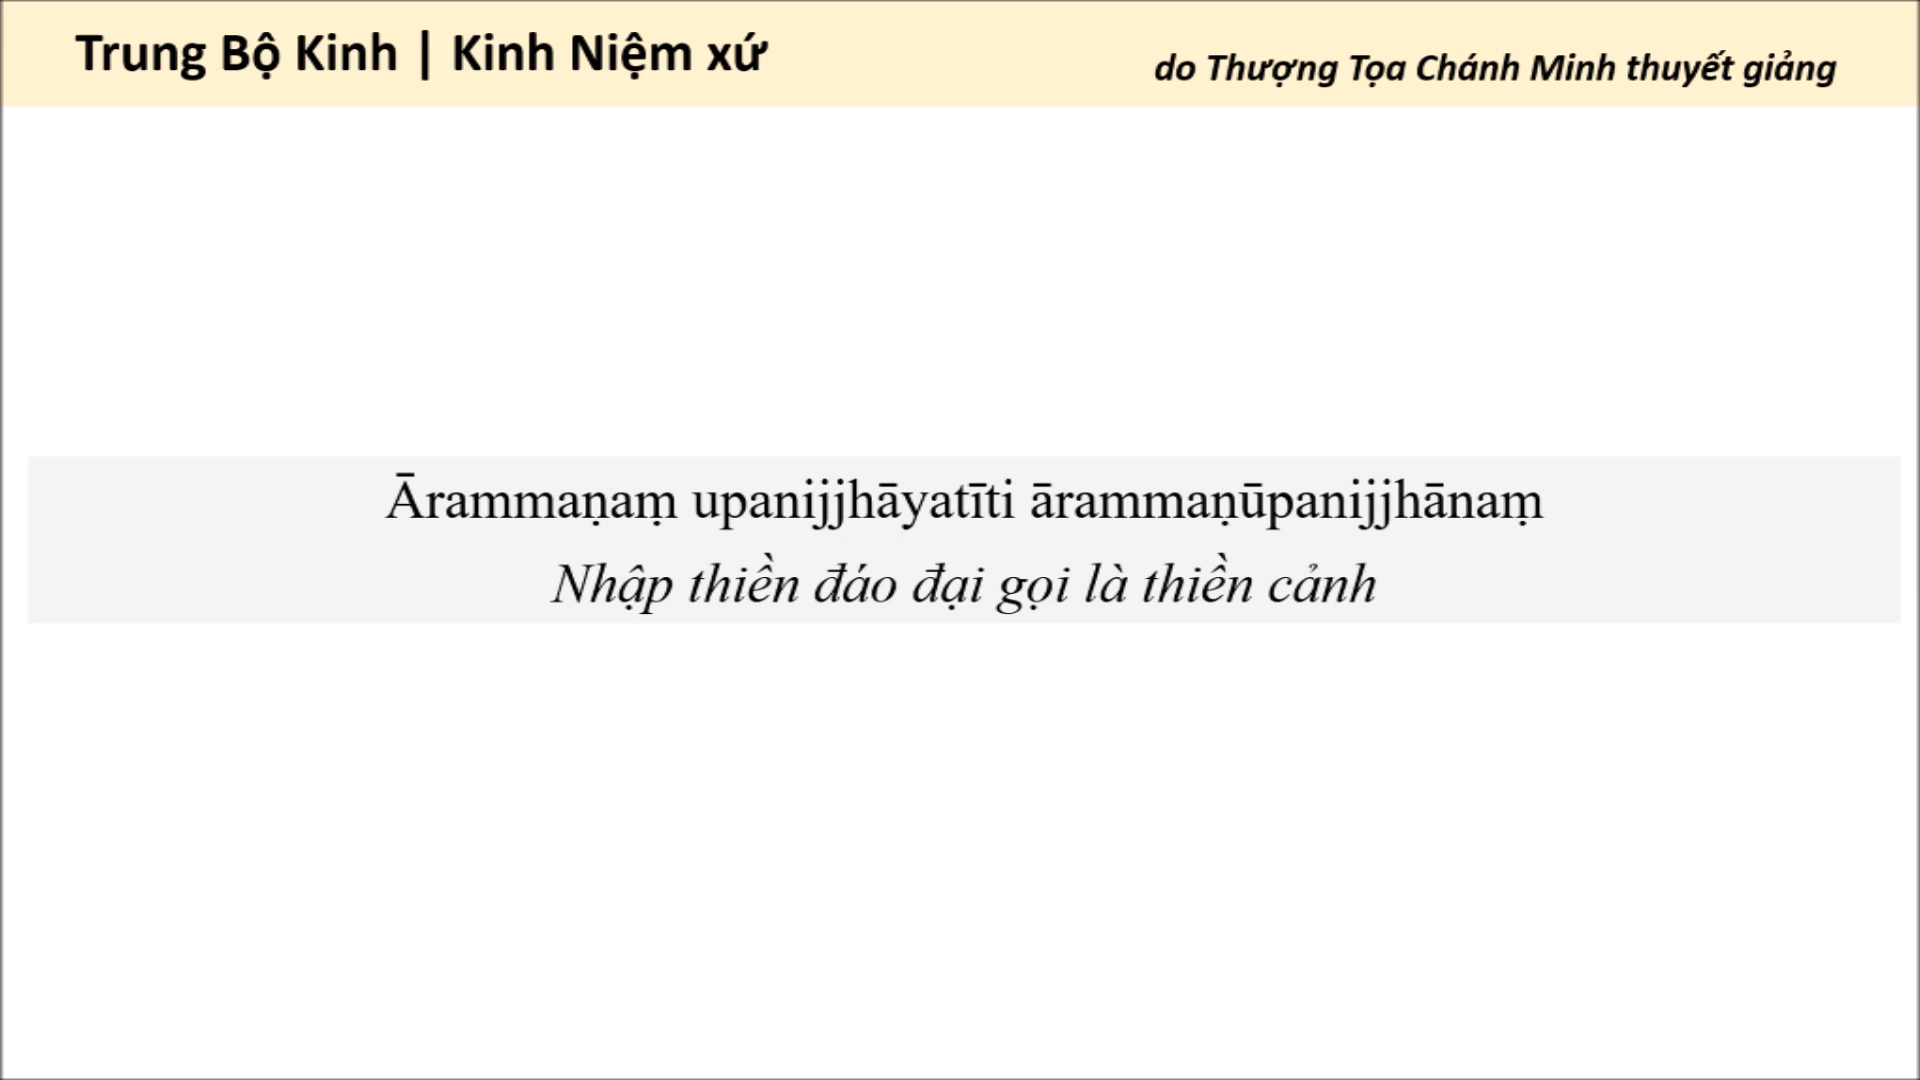 Trung Bộ Kinh | Kinh Niệm xứ
do Thượng Tọa Chánh Minh thuyết giảng
Ārammaṇaṃ upanijjhāyatīti ārammaṇūpanijjhānaṃ
Nhập thiền đáo đại gọi là thiền cảnh